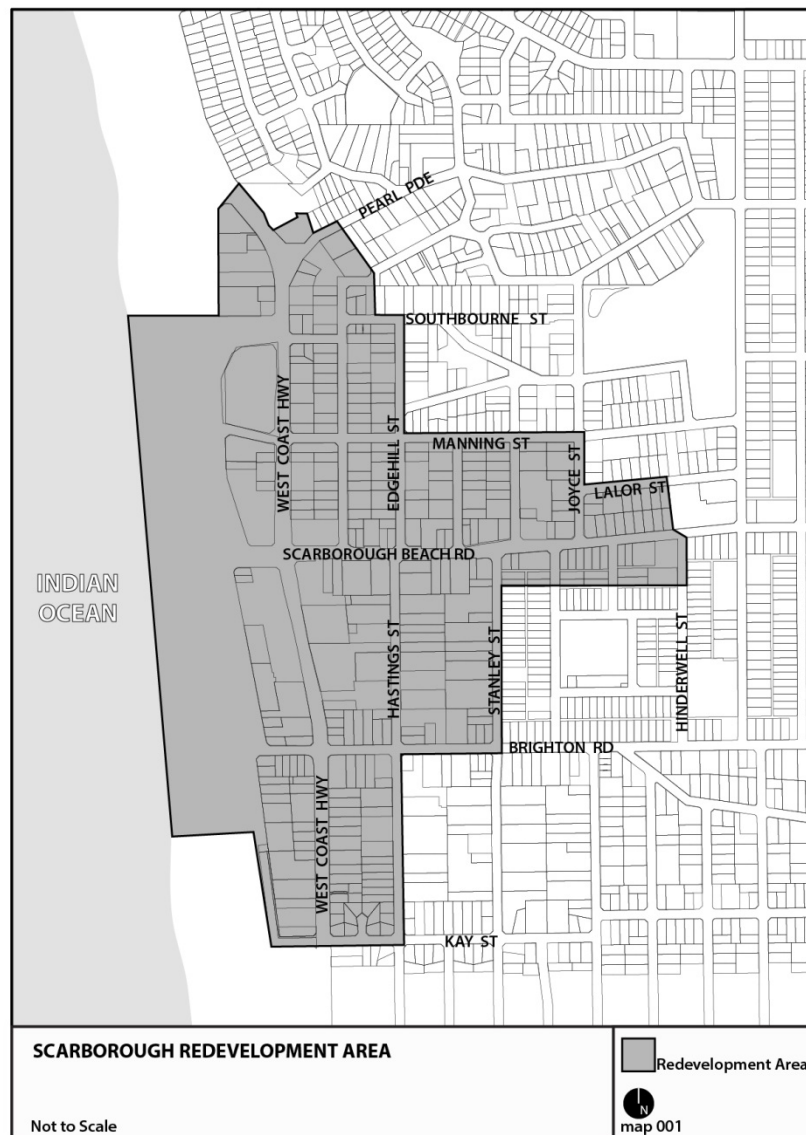 PEARL PDE
SOUTHBOURNE ST
WEST COAST HWY
EDGEHILL ST
MANNING ST
JOYCE ST
LALOR ST
SCARBOROUGH BEACH RD
INDIAN
OCEAN
HASTINGS ST
STANLEY ST
HINDERWELL ST
BRIGHTON RD
WEST COAST HWY
KAY ST
SCARBOROUGH REDEVELOPMENT AREA
Redevelopment Area
N
Not to Scale
map 001